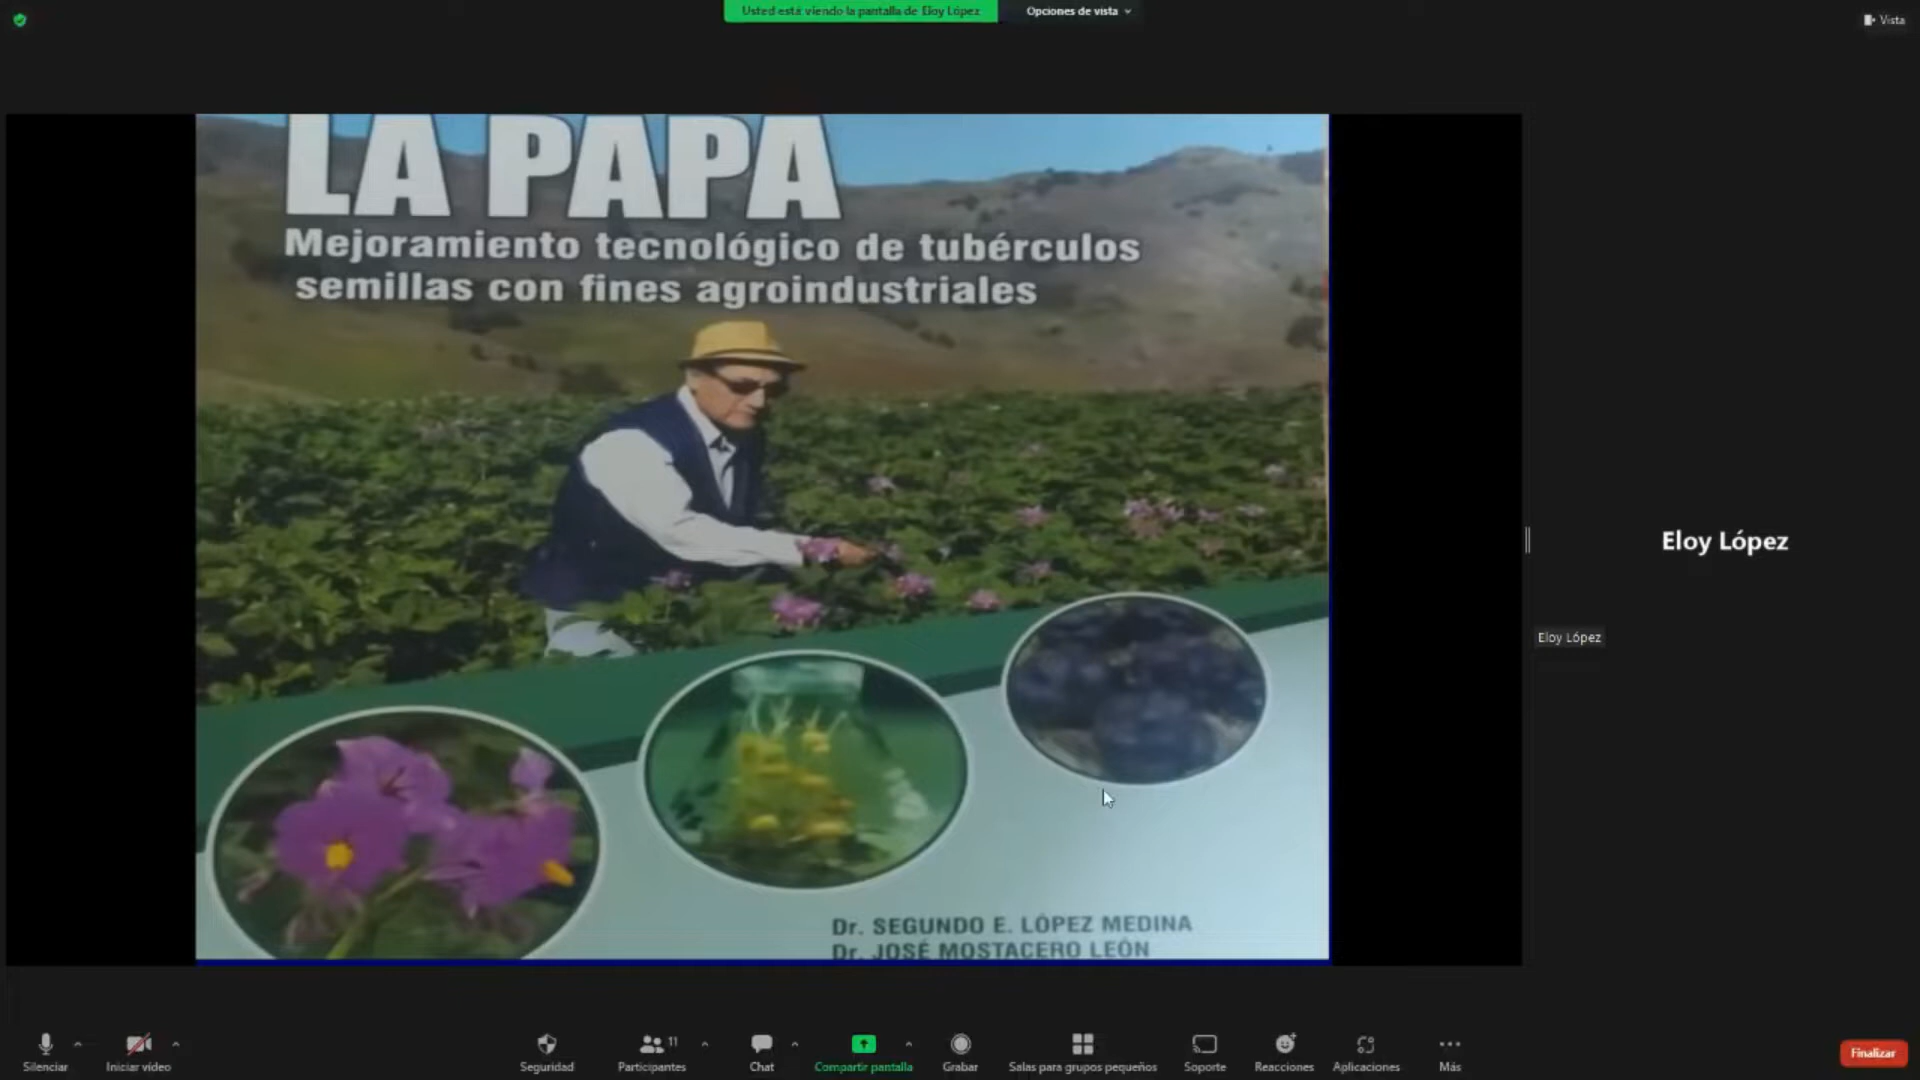 Usted está viendo la pantalla de Eloy López
Opciones de vista
Vista
LA PAPA
Mejoramiento tecnológico de tubérculos
semillas con fines agroindustriales
Dr. SEGUNDO E. LÓPEZ MEDINA
Dr. JOSÉ MOSTACERO LEÓN
Eloy López
Eloy López
Silenciar
Iniciar video
Seguridad
Participantes
11
Chat
Compartir pantalla
Grabar
Salas para grupos pequeños
Soporte
Reacciones
Aplicaciones
Más
Finalizar